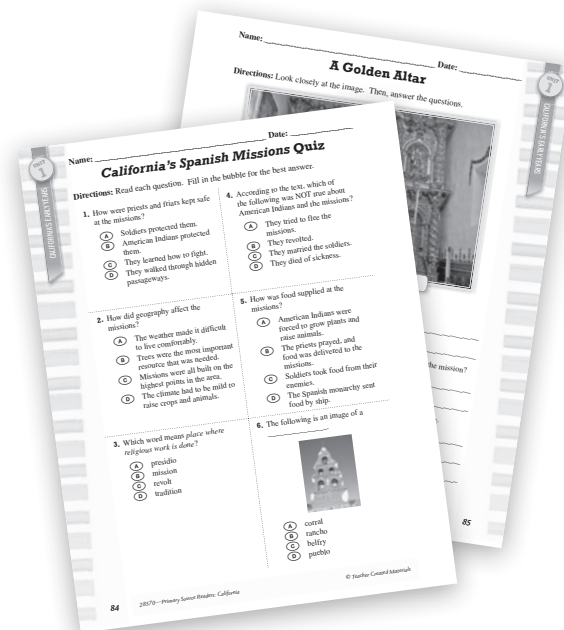 Name: Date:
A Golden Altar
Directions: Look closely at the image. Then, answer the questions.
UNIT
1
CALIFORNIA'S EARLY YEARS
the mission?
85
Name: Date:
California's Spanish Missions Quiz
Directions: Read each question. Fill in the bubble for the best answer.
UNIT
1
CALIFORNIA'S EARLY YEARS
1. How were priests and friars kept safe
at the missions?
A Soldiers protected them.
B American Indians protected
them.
C They learned how to fight.
D They walked through hidden
passageways.
2. How did geography affect the
missions?
A The weather made it difficult
to live comfortably.
B Trees were the most important
resource that was needed.
C Missions were all built on the
highest points in the area.
D The climate had to be mild to
raise crops and animals.
3. Which word means place where
religious work is done?
A presidio
B mission
C revolt
D tradition
4. According to the text, which of
the following was NOT true about
American Indians and the missions?
A They tried to flee the
missions.
B They revolted.
C They married the soldiers.
D They died of sickness.
5. How was food supplied at the
missions?
A American Indians were
forced to grow plants and
raise animals.
B The priests prayed, and
food was delivered to the
missions.
C Soldiers took food from their
enemies.
D The Spanish monarchy sent
food by ship.
6. The following is an image of a
A corral
B rancho
C belfry
D pueblo
84 28570—Primary Source Readers: California © Teacher Created Materials